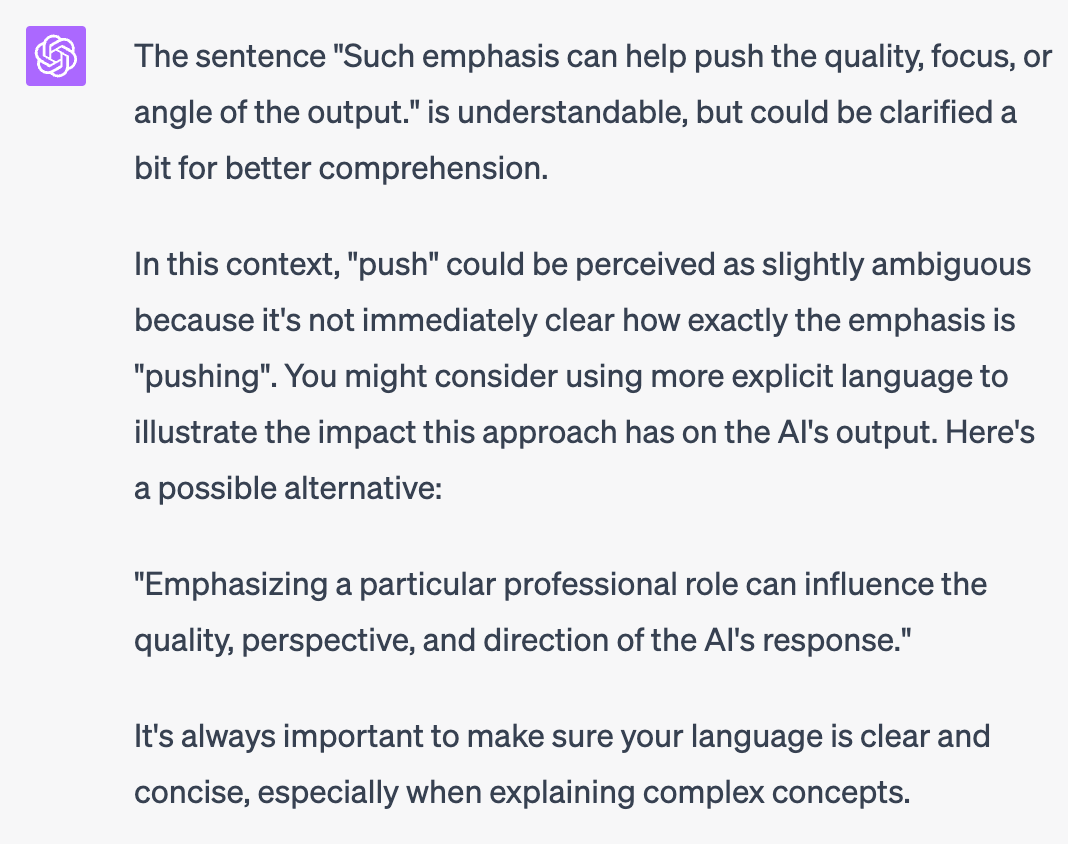 The sentence "Such emphasis can help push the quality, focus, or
angle of the output." is understandable, but could be clarified a
bit for better comprehension.
In this context, "push" could be perceived as slightly ambiguous
because it's not immediately clear how exactly the emphasis is
"pushing". You might consider using more explicit language to
illustrate the impact this approach has on the AI's output. Here's
a possible alternative:
"Emphasizing a particular professional role can influence the
quality, perspective, and direction of the AI's response."
It's always important to make sure your language is clear and
concise, especially when explaining complex concepts.